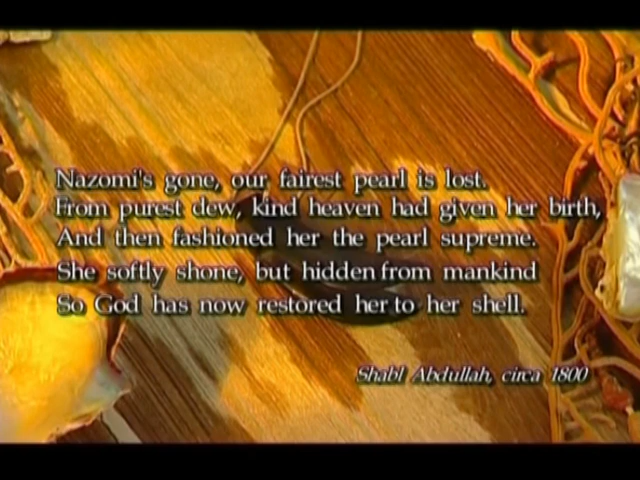 Nazomi's gone, our fairest pearl is lost.
From purest dew, kind heaven had given her birth,
And then fashioned her the pearl supreme.
She softly shone, but hidden from mankind
So God has now restored her to her shell.
Shabl Abdullah, circa 1800